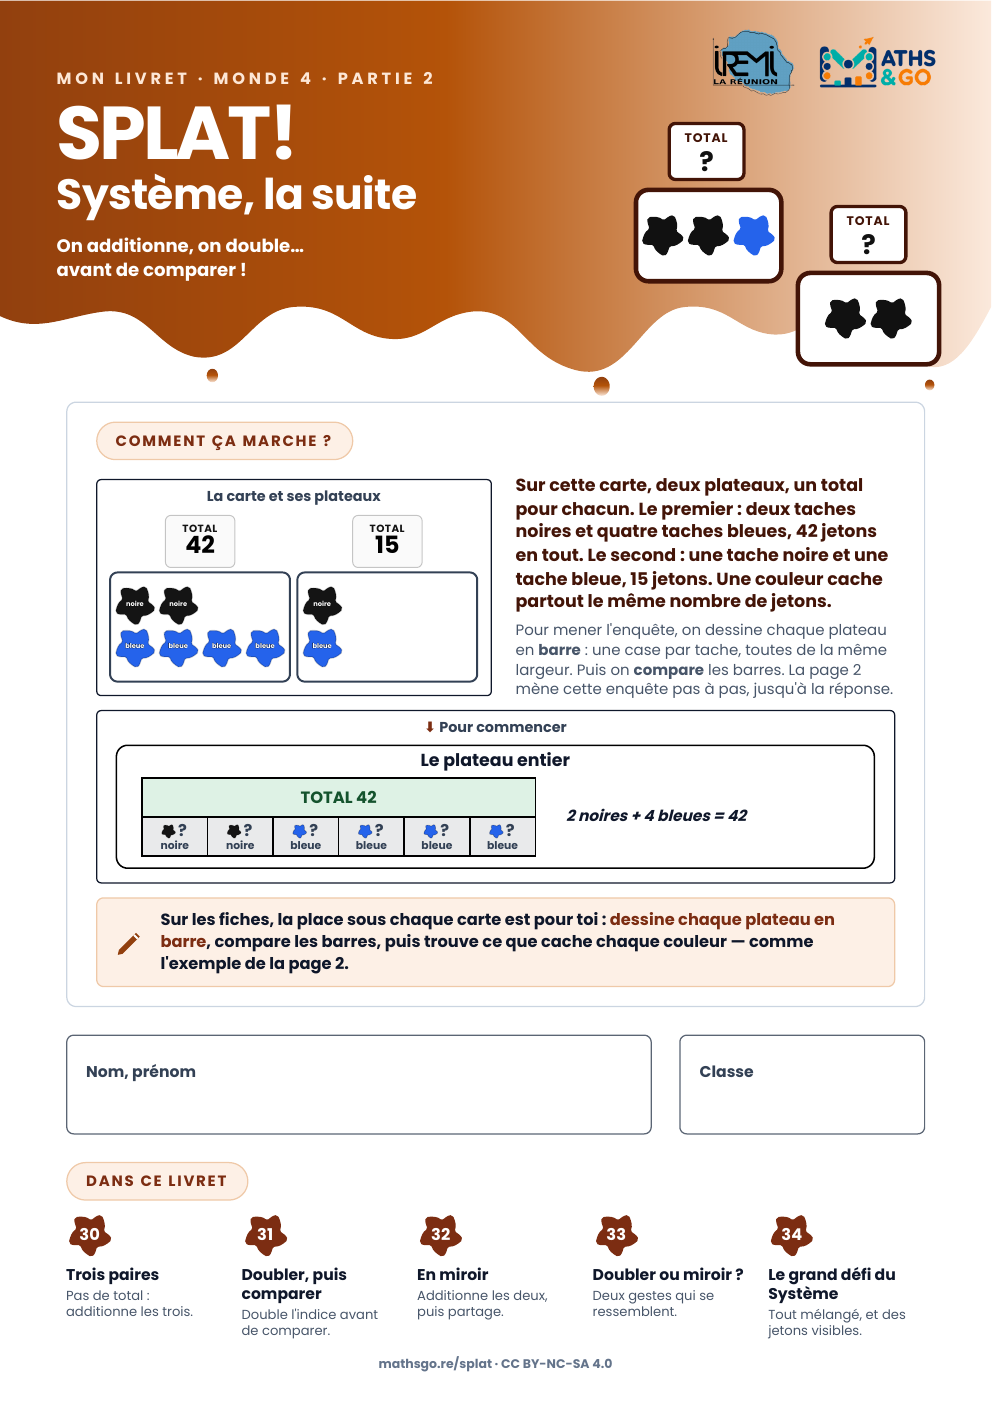 MON LIVRET · MONDE 4 · PARTIE 2
SPLAT!
Système, la suite
On additionne, on double...
avant de comparer !
iREMi
LA RÉUNION
MATHS
&GO
TOTAL
?
TOTAL
?
COMMENT ÇA MARCHE ?
La carte et ses plateaux
TOTAL
42
TOTAL
15
noire noire
bleue bleue bleue bleue
noire
bleue
Sur cette carte, deux plateaux, un total
pour chacun. Le premier : deux taches
noires et quatre taches bleues, 42 jetons
en tout. Le second : une tache noire et une
tache bleue, 15 jetons. Une couleur cache
partout le même nombre de jetons.
Pour mener l'enquête, on dessine chaque plateau
en barre : une case par tache, toutes de la même
largeur. Puis on compare les barres. La page 2
mène cette enquête pas à pas, jusqu'à la réponse.
⬇ Pour commencer
Le plateau entier
TOTAL 42
? ? ? ? ? ?
noire noire bleue bleue bleue bleue
2 noires + 4 bleues = 42
Sur les fiches, la place sous chaque carte est pour toi : dessine chaque plateau en
barre, compare les barres, puis trouve ce que cache chaque couleur — comme
l'exemple de la page 2.
Nom, prénom
Classe
DANS CE LIVRET
30
Trois paires
Pas de total :
additionne les trois.
31
Doubler, puis
comparer
Double l'indice avant
de comparer.
32
En miroir
Additionne les deux,
puis partage.
33
Doubler ou miroir ?
Deux gestes qui se
ressemblent.
34
Le grand défi du
Système
Tout mélangé, et des
jetons visibles.
mathsgo.re/splat · CC BY-NC-SA 4.0